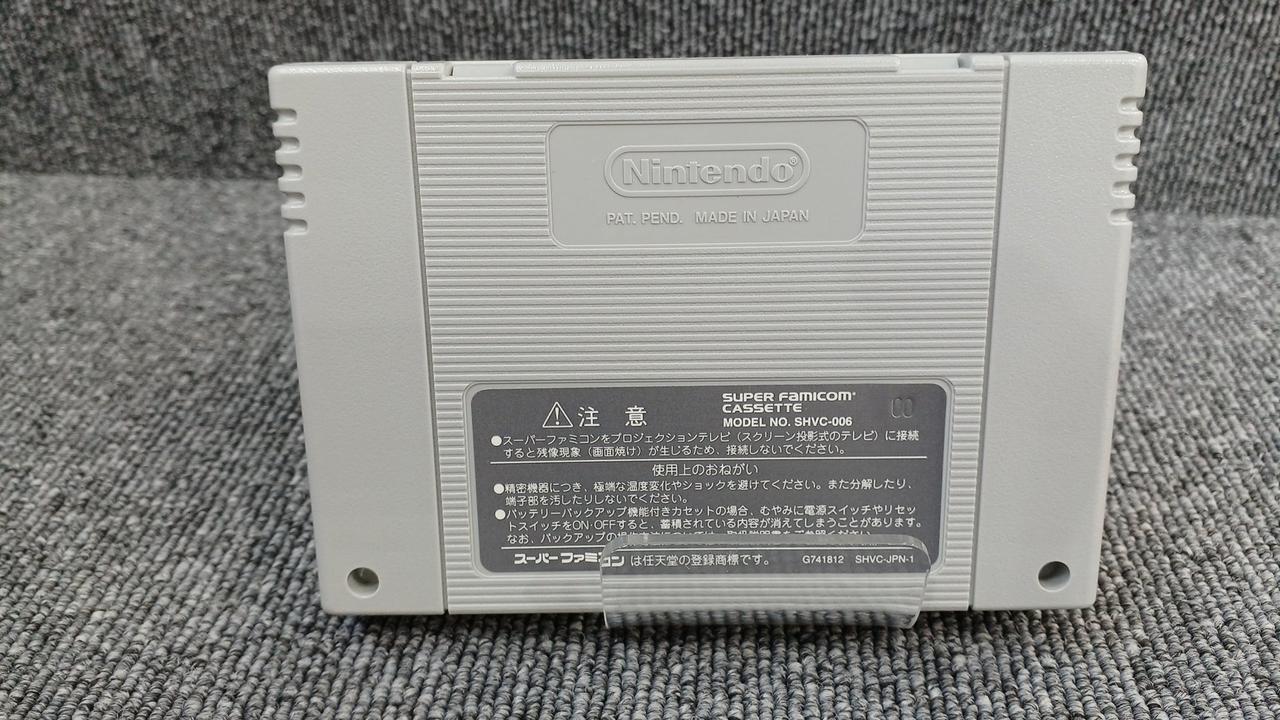 Nintendo®
PAT. PEND. MADE IN JAPAN
⚠注 意
SUPER FAMICOM®
CASSETTE
MODEL NO. SHVC-006
●スーパーファミコンをプロジェクションテレビ（スクリーン投影式のテレビ）に接続
すると残像現象（画面焼け）が生じるため、接続しないでください。
使用上のおねがい
●精密機器につき、極端な温度変化やショックを避けてください。また分解したり、
端子部を汚したりしないでください。
●バッテリーバックアップ機能付きカセットの場合、むやみに電源スイッチやリセッ
トスイッチをON・OFFすると、蓄積されている内容が消えてしまうことがあります。
なお、バックアップの
スーパーファミコン は任天堂の登録商標です。 G741812 SHVC-JPN-1